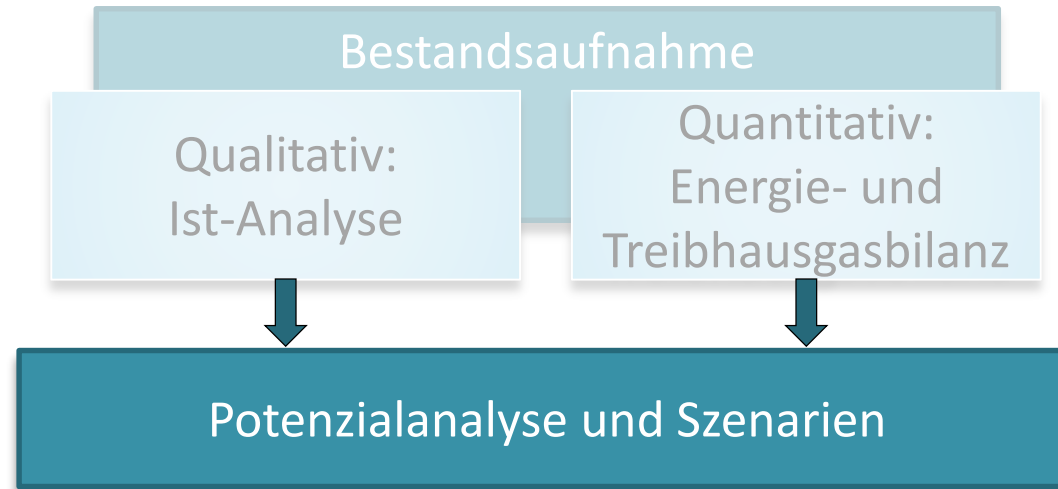 Bestandsaufnahme
Qualitativ:
Ist-Analyse
Quantitativ:
Energie- und
Treibhausgasbilanz
Potenzialanalyse und Szenarien